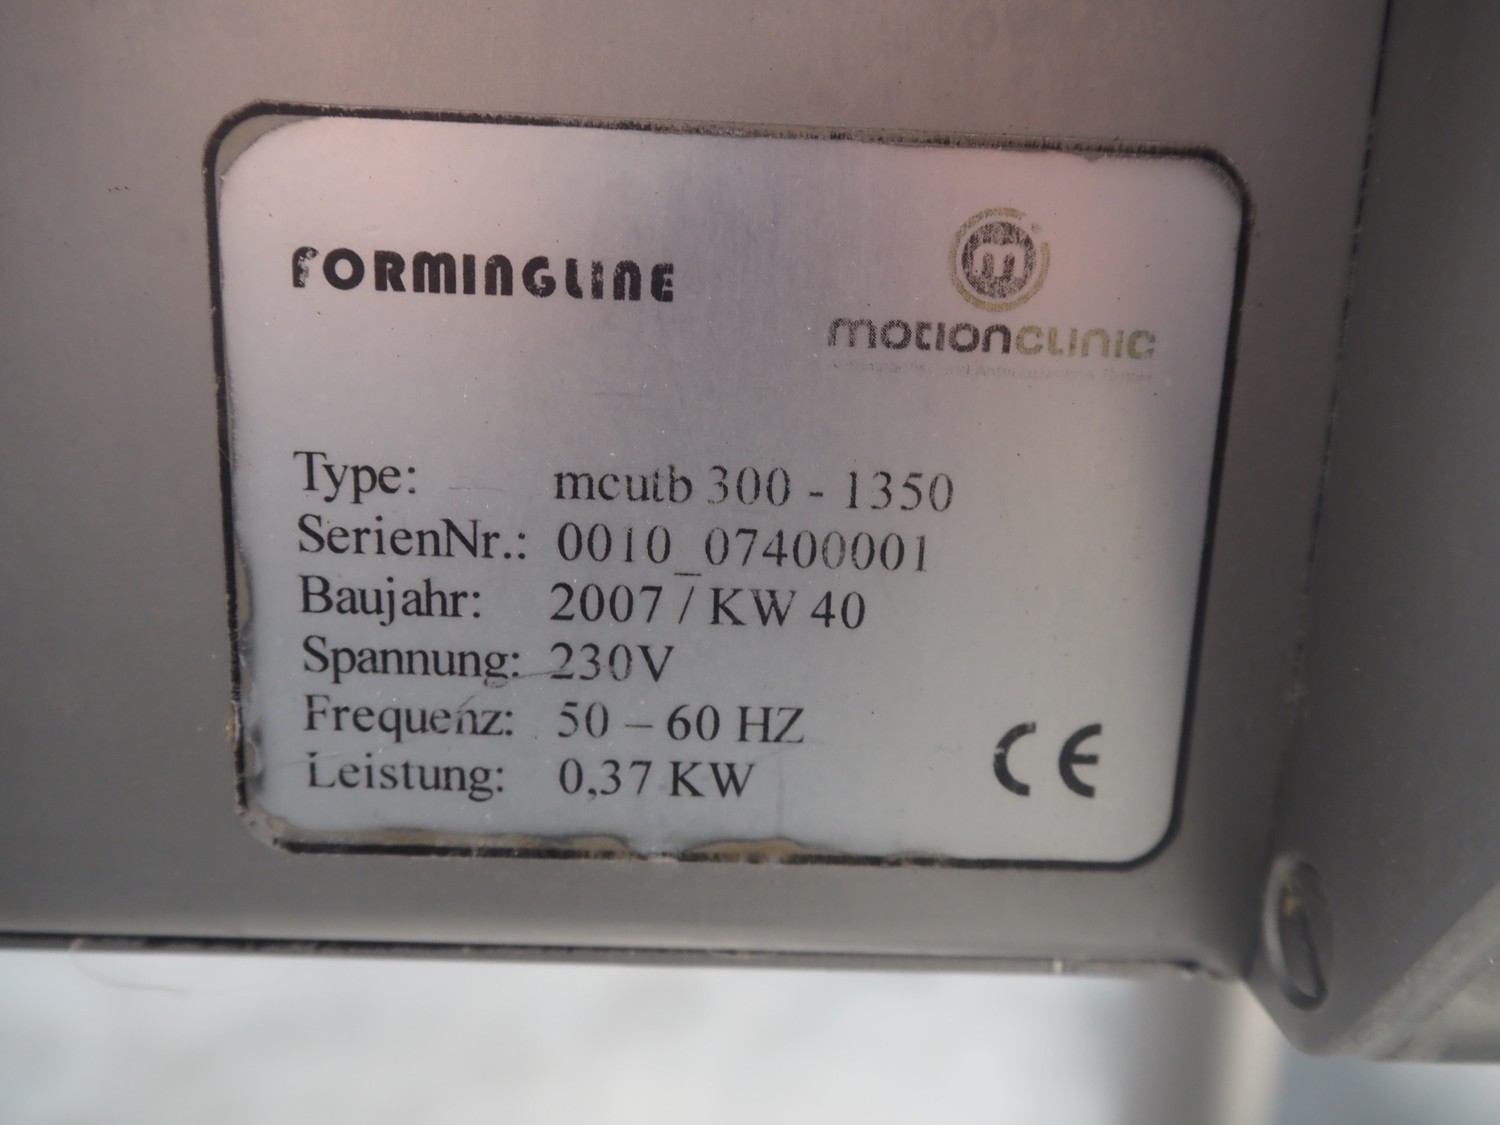 FORMINGLINE
m
motionclinic
Type: mcutb 300 - 1350
SerienNr.: 0010_07400001
Baujahr: 2007 / KW 40
Spannung: 230V
Frequenz: 50 – 60 HZ
Leistung: 0,37 KW
CE